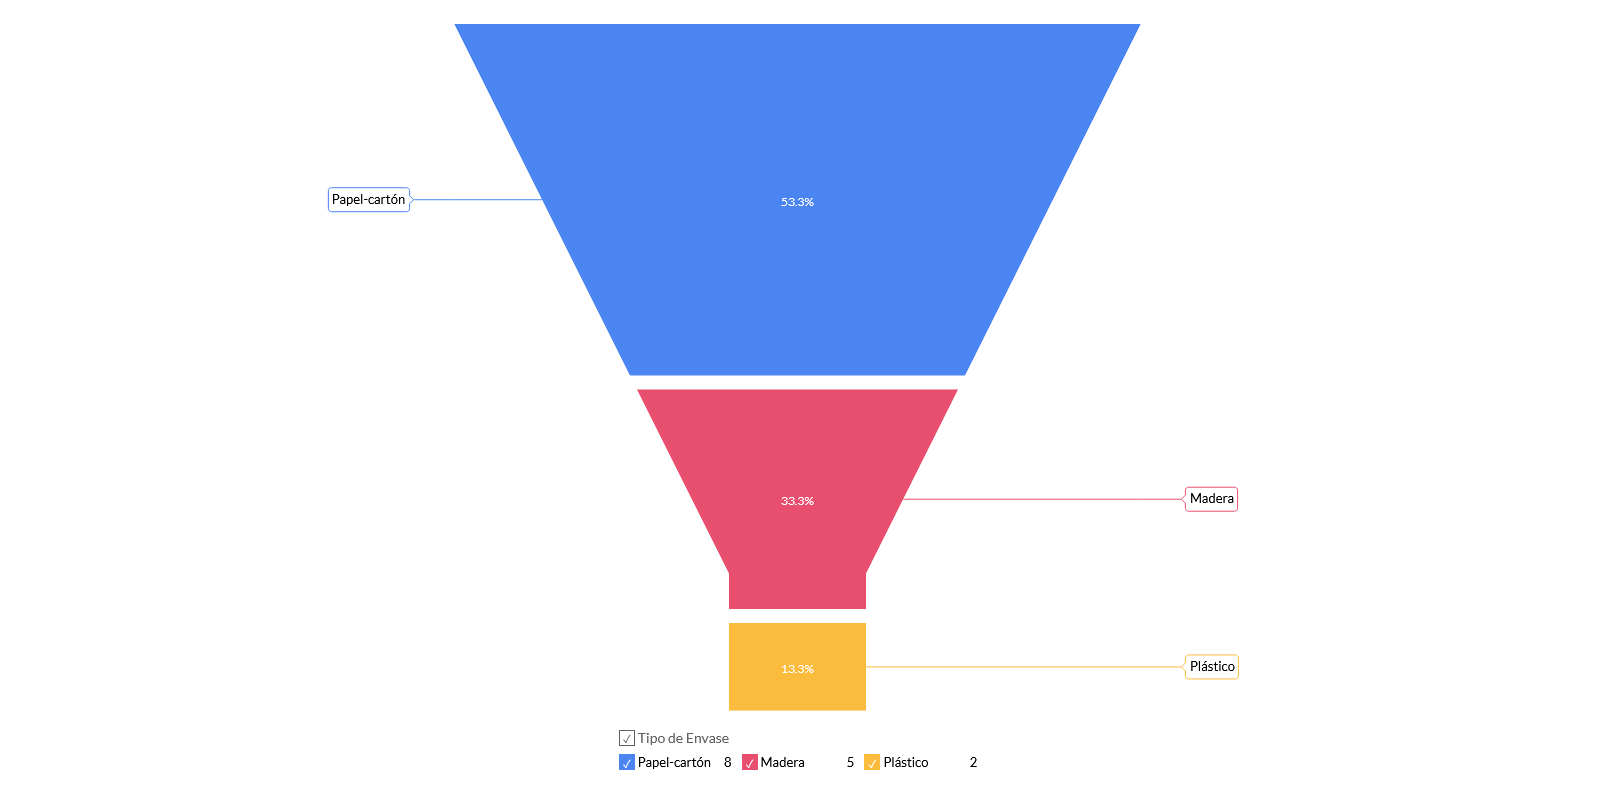 53.3%
Papel-cartón
33.3%
Madera
13.3%
Plástico
Tipo de Envase
Papel-cartón 8 Madera 5 Plástico 2